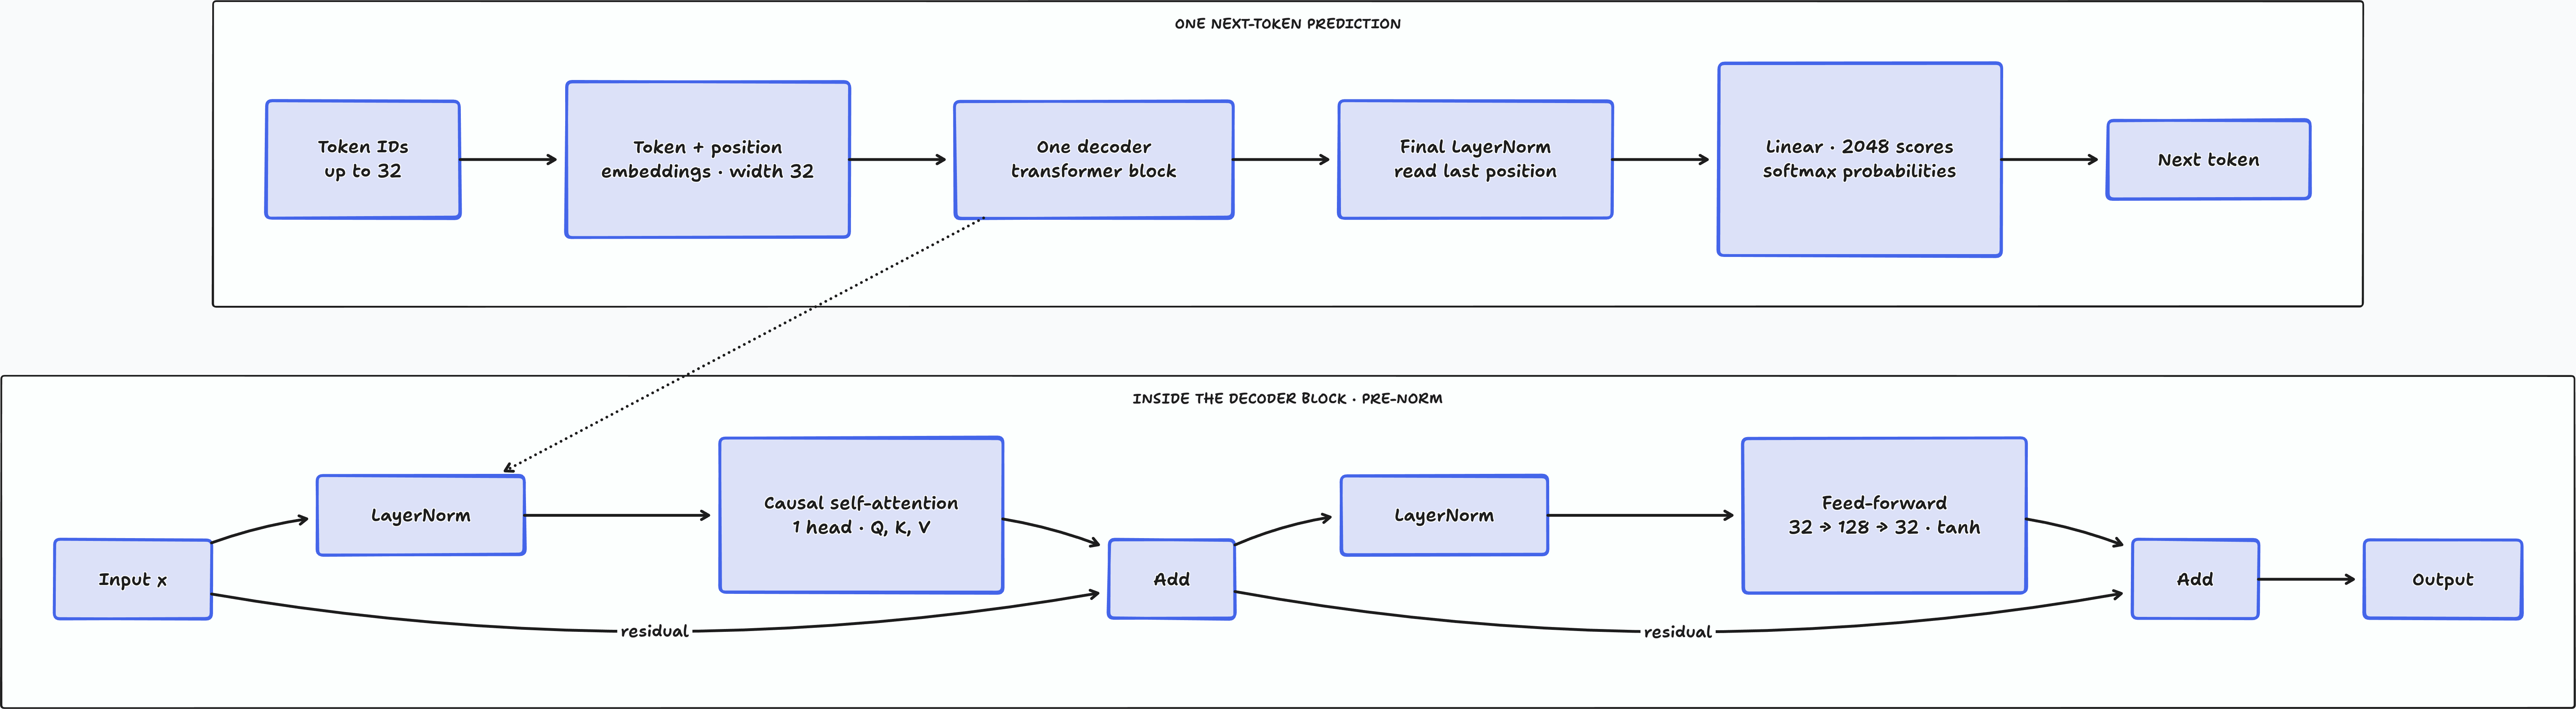 ONE NEXT-TOKEN PREDICTION
Token IDs
up to 32
Token + position
embeddings · width 32
One decoder
transformer block
Final LayerNorm
read last position
Linear · 2048 scores
softmax probabilities
Next token
INSIDE THE DECODER BLOCK · PRE-NORM
Input x
LayerNorm
Causal self-attention
1 head · Q, K, V
residual
Add
LayerNorm
Feed-forward
32 → 128 → 32 · tanh
residual
Add
Output